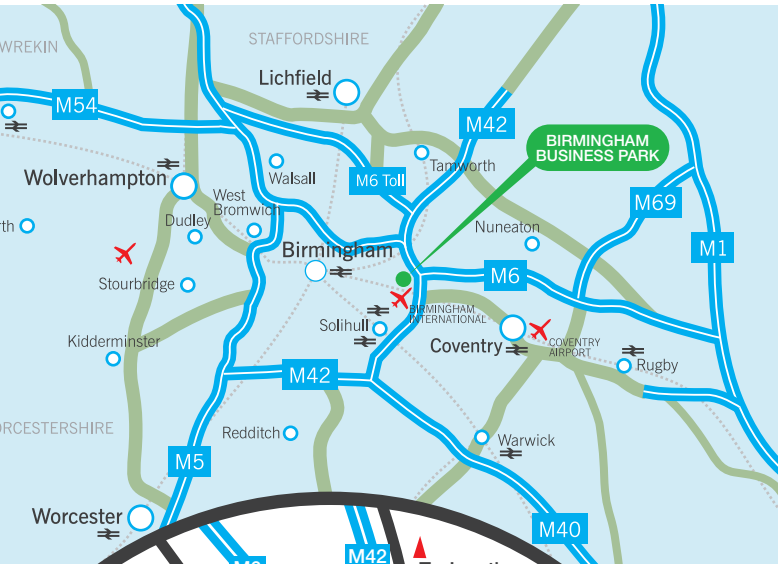 STAFFORDSHIRE
WREKIN
Lichfield
M54
M42
BIRMINGHAM
BUSINESS PARK
Tamworth
Wolverhampton
Walsall
M6 Toll
West
Bromwich
Dudley
M69
Nuneaton
M1
Birmingham
M6
Stourbridge
BIRMINGHAM
INTERNATIONAL
Solihull
Coventry
COVENTRY
AIRPORT
Kidderminster
Rugby
M42
ORCESTERSHIRE
Redditch
Warwick
M5
Worcester
M40
M42